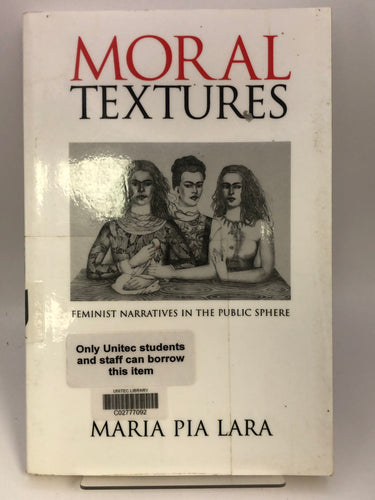 MORAL
TEXTURES
FEMINIST NARRATIVES IN THE PUBLIC SPHERE
Only Unitec students
and staff can borrow
this item
UNITEC LIBRARY
C02777092
MARIA PIA LARA